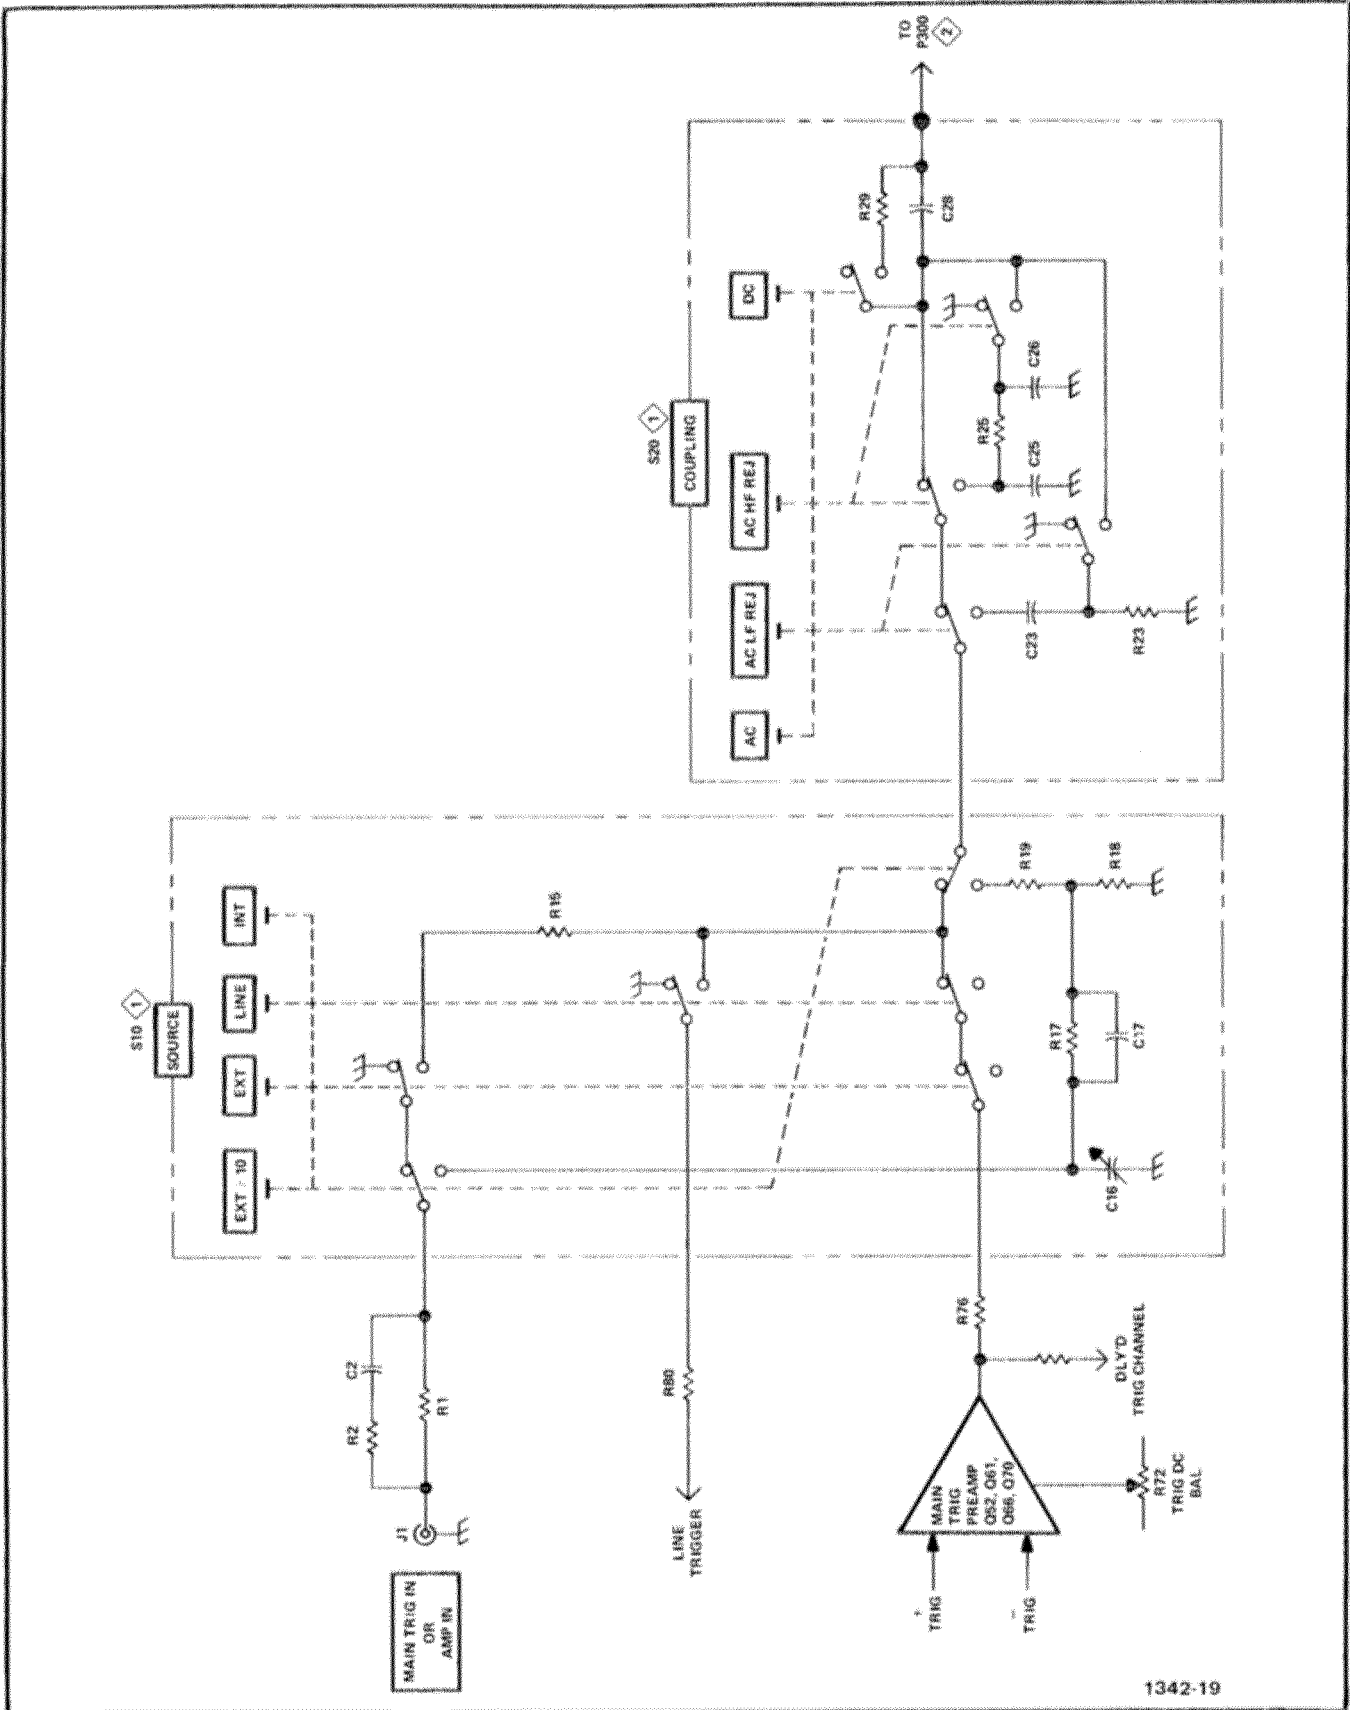 MAIN TRIG IN
OR
AMP IN
J1
R2
C2
R1
LINE
TRIGGER
R80
+
TRIG
−
TRIG
MAIN
TRIG
PREAMP
Q52, Q61,
Q66, Q70
R72
TRIG DC
BAL
DLY'D
TRIG CHANNEL
R76
S10 1
SOURCE
EXT ÷ 10
EXT
LINE
INT
R15
C16
R17
C17
R19
R18
S20 1
COUPLING
AC
AC LF REJ
AC HF REJ
DC
C23
R23
R25
C25
C26
R29
C28
TO
P300 2
1342-19